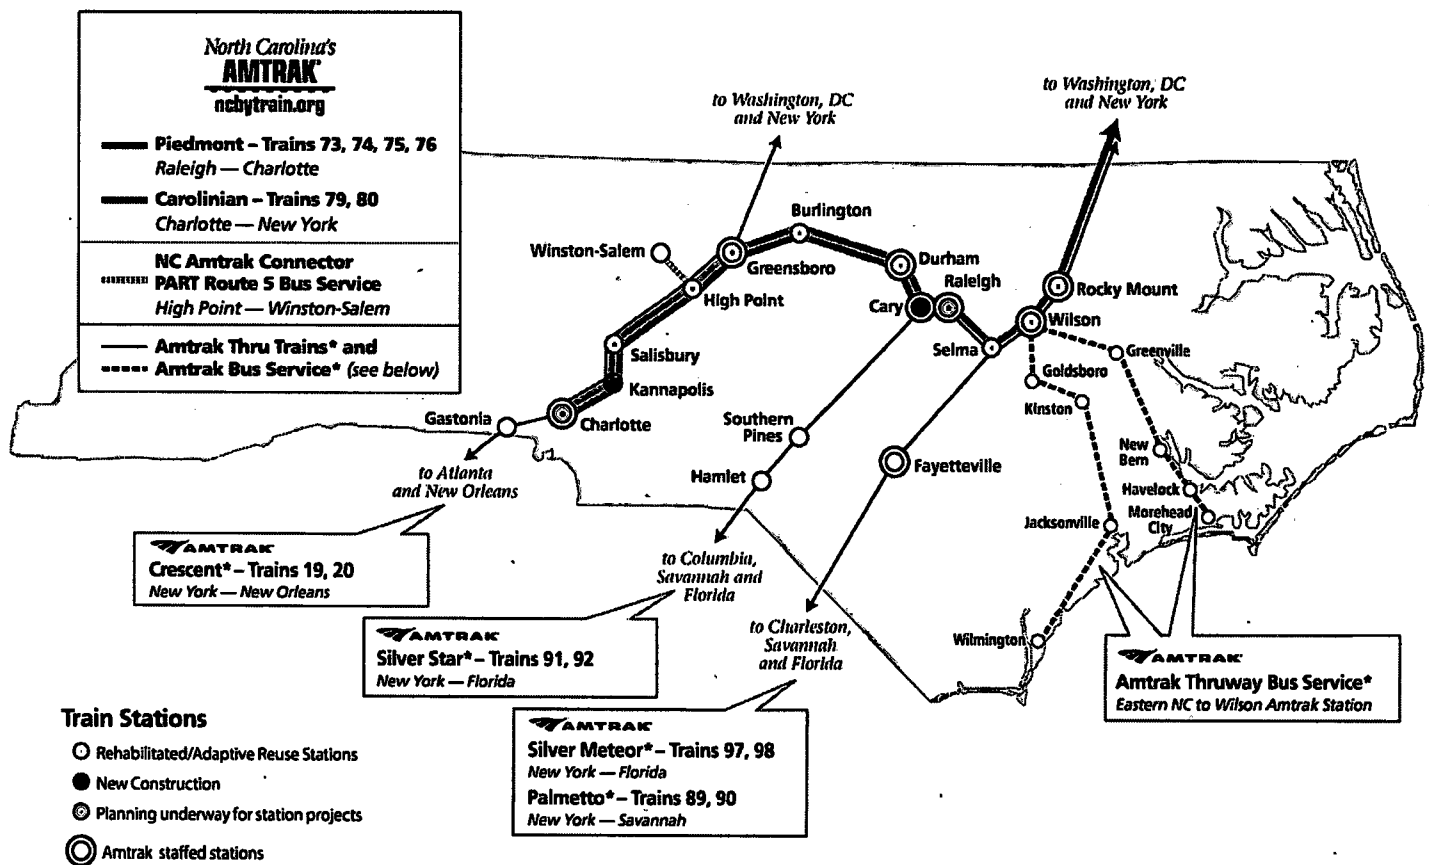 North Carolina's
AMTRAK®
ncbytrain.org
Piedmont – Trains 73, 74, 75, 76
Raleigh — Charlotte
Carolinian – Trains 79, 80
Charlotte — New York
NC Amtrak Connector
PART Route 5 Bus Service
High Point — Winston-Salem
Amtrak Thru Trains* and
Amtrak Bus Service* (see below)
to Washington, DC
and New York
to Washington, DC
and New York
Burlington
Winston-Salem
Greensboro
Durham
Raleigh
High Point
Cary
Rocky Mount
Wilson
Selma
Salisbury
Greenville
Goldsboro
Kannapolis
Kinston
Gastonia
Charlotte
Southern
Pines
New
Bern
to Atlanta
and New Orleans
Hamlet
Fayetteville
Havelock
Morehead
City
Jacksonville
AMTRAK®
Crescent* – Trains 19, 20
New York — New Orleans
to Columbia,
Savannah and
Florida
to Charleston,
Savannah
and Florida
Wilmington
AMTRAK®
Silver Star* – Trains 91, 92
New York — Florida
AMTRAK®
Amtrak Thruway Bus Service*
Eastern NC to Wilson Amtrak Station
AMTRAK®
Silver Meteor* – Trains 97, 98
New York — Florida
Palmetto* – Trains 89, 90
New York — Savannah
Train Stations
Rehabilitated/Adaptive Reuse Stations
New Construction
Planning underway for station projects
Amtrak staffed stations